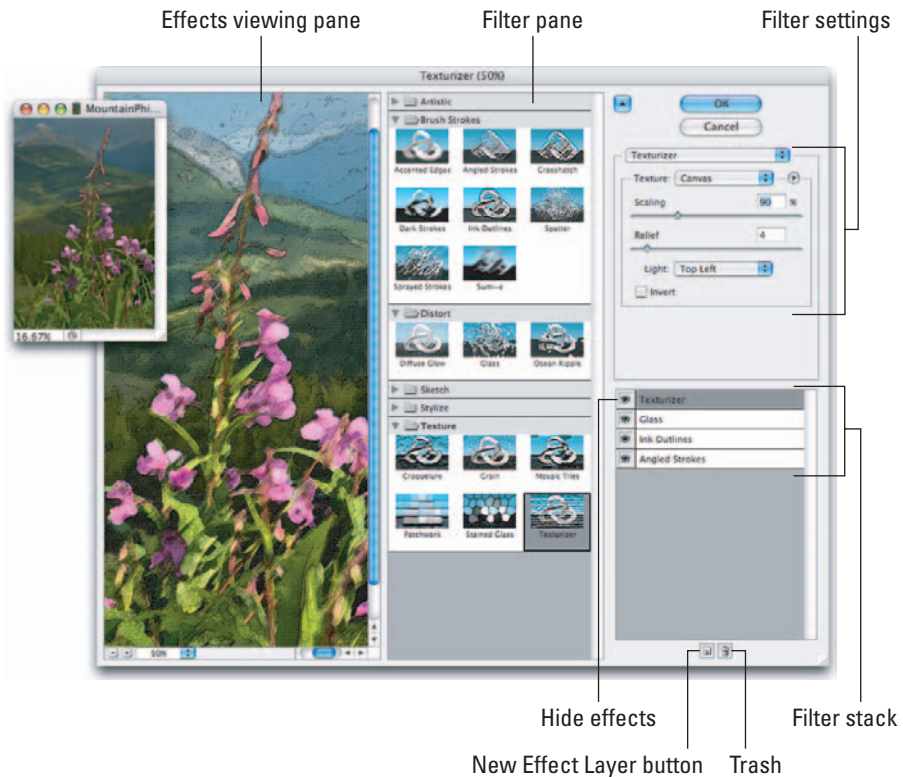 Effects viewing pane
Filter pane
Filter settings
Texturizer (50%)
MountainPhi...
16.67%
Artistic
Brush Strokes
Accented Edges
Angled Strokes
Crosshatch
Dark Strokes
Ink Outlines
Spatter
Sprayed Strokes
Sumi-e
Distort
Diffuse Glow
Glass
Ocean Ripple
Sketch
Stylize
Texture
Craquelure
Grain
Mosaic Tiles
Patchwork
Stained Glass
Texturizer
50%
OK
Cancel
Texturizer
Texture: Canvas
Scaling 90 %
Relief 4
Light: Top Left
Invert
Texturizer
Glass
Ink Outlines
Angled Strokes
Hide effects
Filter stack
New Effect Layer button
Trash